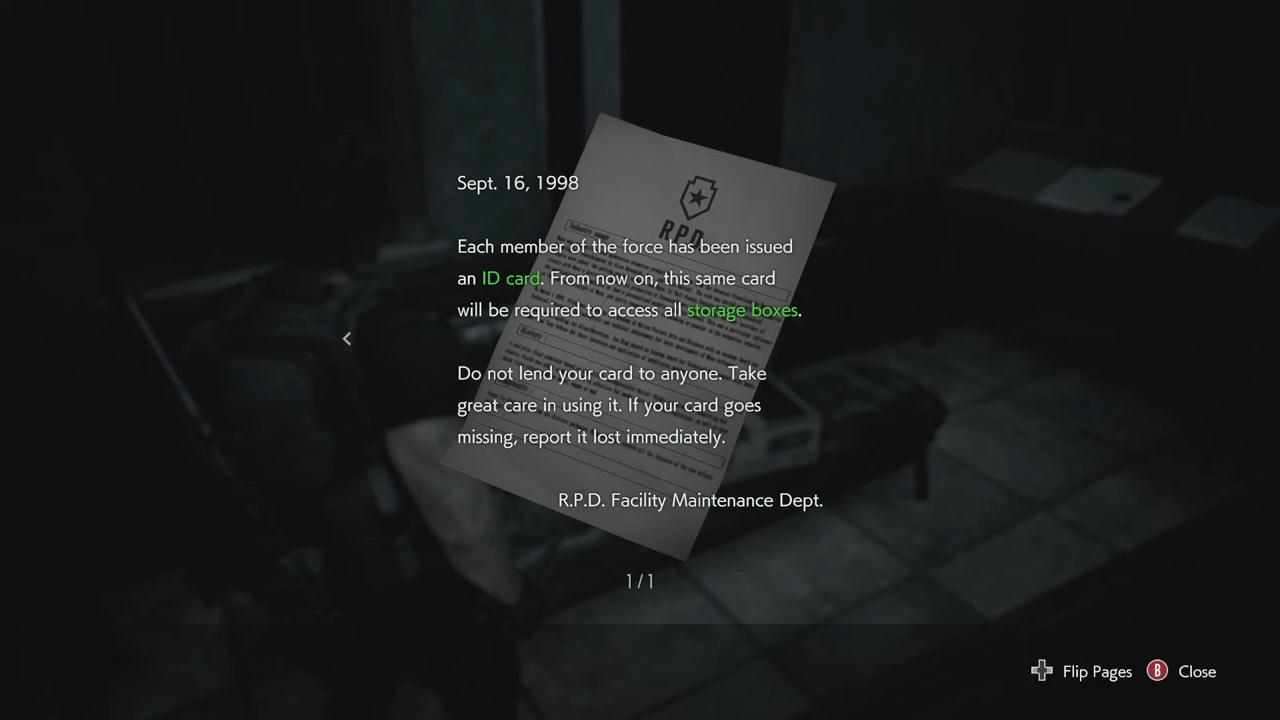 Sept. 16, 1998
R.P.D.
Each member of the force has been issued
an ID card. From now on, this same card
will be required to access all storage boxes.
Do not lend your card to anyone. Take
great care in using it. If your card goes
missing, report it lost immediately.
R.P.D. Facility Maintenance Dept.
1/1
Flip Pages B Close